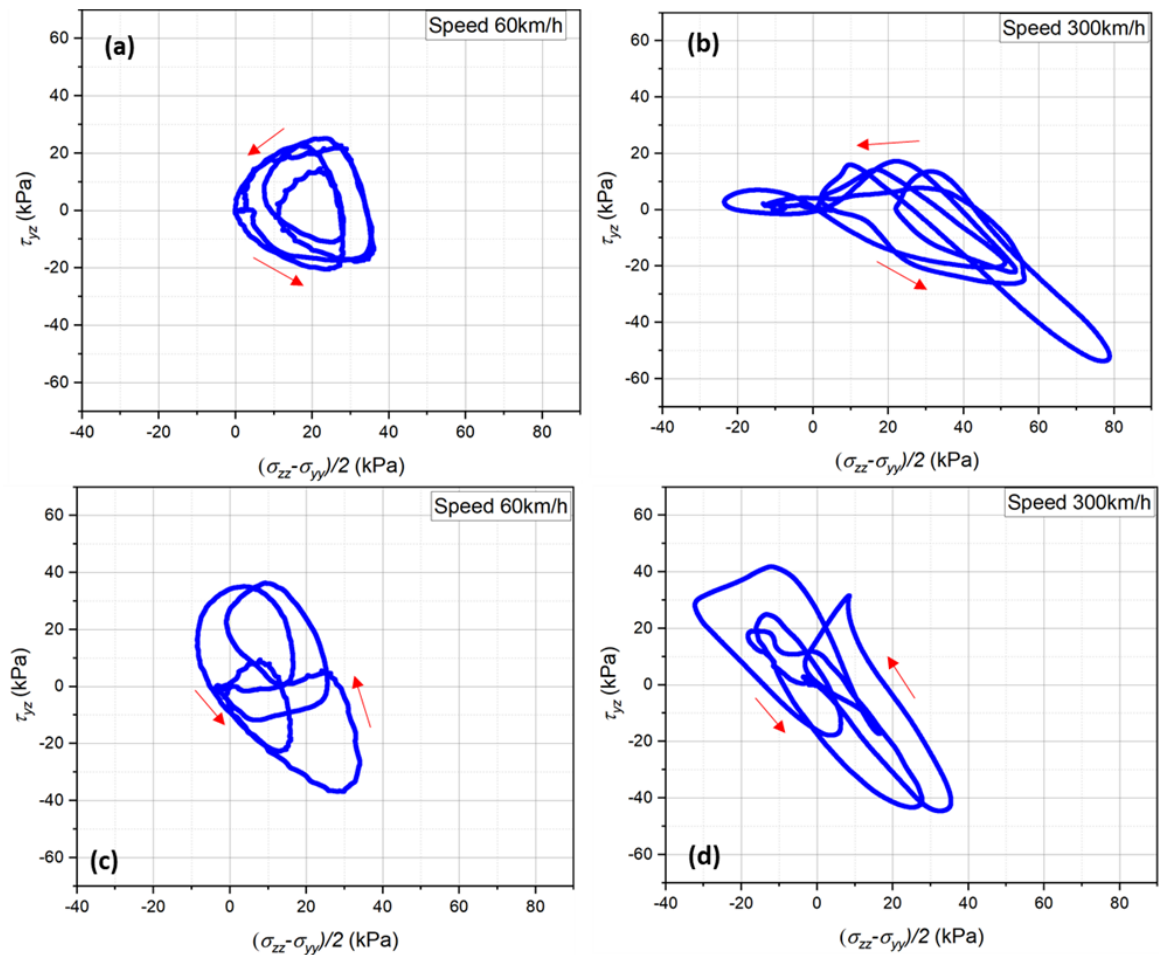 (a)
Speed 60km/h
60
40
20
0
-20
-40
-60
τyz (kPa)
-40 -20 0 20 40 60 80
(σzz-σyy)/2 (kPa)
(b)
Speed 300km/h
60
40
20
0
-20
-40
-60
τyz (kPa)
-40 -20 0 20 40 60 80
(σzz-σyy)/2 (kPa)
Speed 60km/h
60
40
20
0
-20
-40
-60
τyz (kPa)
(c)
-40 -20 0 20 40 60 80
(σzz-σyy)/2 (kPa)
Speed 300km/h
60
40
20
0
-20
-40
-60
τyz (kPa)
(d)
-40 -20 0 20 40 60 80
(σzz-σyy)/2 (kPa)